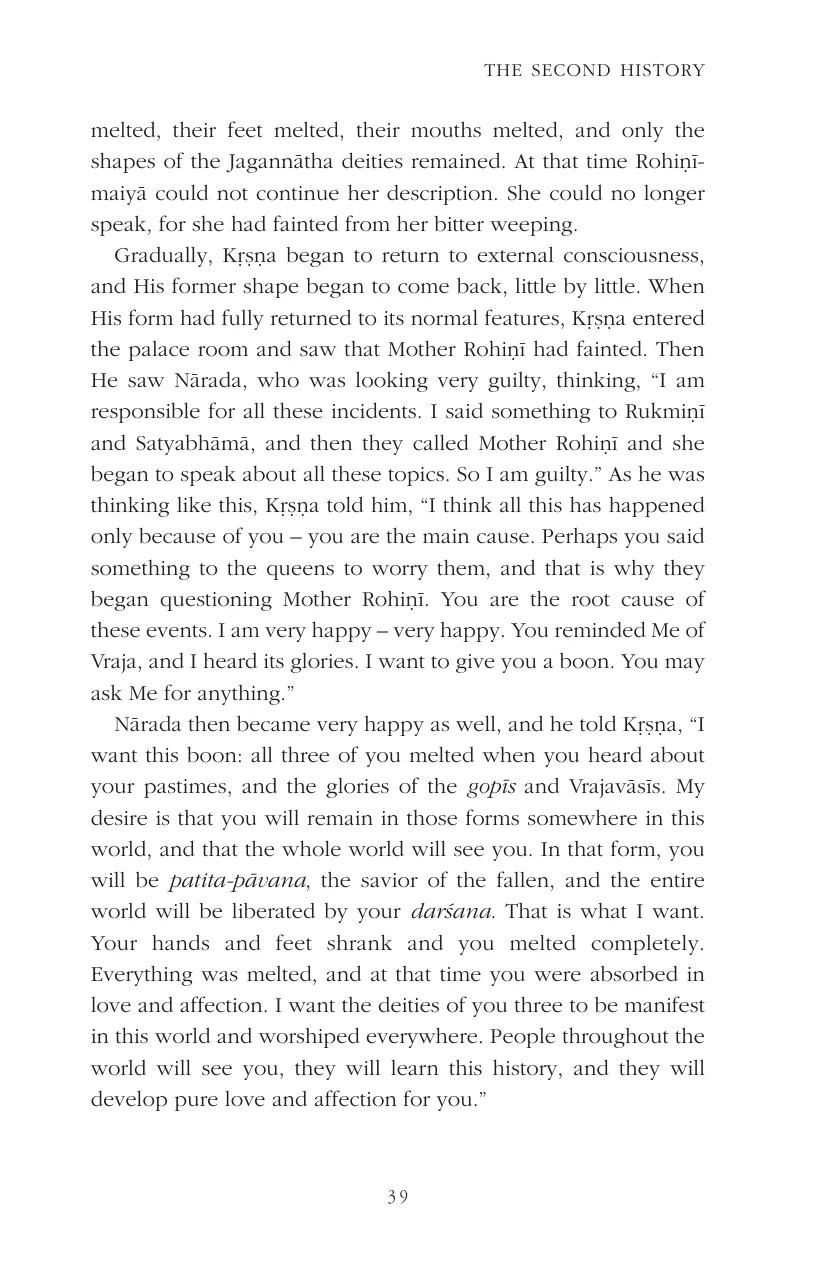 THE SECOND HISTORY
melted, their feet melted, their mouths melted, and only the
shapes of the Jagannātha deities remained. At that time Rohiṇī-
maiyā could not continue her description. She could no longer
speak, for she had fainted from her bitter weeping.
Gradually, Kṛṣṇa began to return to external consciousness,
and His former shape began to come back, little by little. When
His form had fully returned to its normal features, Kṛṣṇa entered
the palace room and saw that Mother Rohiṇī had fainted. Then
He saw Nārada, who was looking very guilty, thinking, “I am
responsible for all these incidents. I said something to Rukmiṇī
and Satyabhāmā, and then they called Mother Rohiṇī and she
began to speak about all these topics. So I am guilty.” As he was
thinking like this, Kṛṣṇa told him, “I think all this has happened
only because of you – you are the main cause. Perhaps you said
something to the queens to worry them, and that is why they
began questioning Mother Rohiṇī. You are the root cause of
these events. I am very happy – very happy. You reminded Me of
Vraja, and I heard its glories. I want to give you a boon. You may
ask Me for anything.”
Nārada then became very happy as well, and he told Kṛṣṇa, “I
want this boon: all three of you melted when you heard about
your pastimes, and the glories of the gopīs and Vrajavāsīs. My
desire is that you will remain in those forms somewhere in this
world, and that the whole world will see you. In that form, you
will be patita-pāvana, the savior of the fallen, and the entire
world will be liberated by your darśana. That is what I want.
Your hands and feet shrank and you melted completely.
Everything was melted, and at that time you were absorbed in
love and affection. I want the deities of you three to be manifest
in this world and worshiped everywhere. People throughout the
world will see you, they will learn this history, and they will
develop pure love and affection for you.”
39